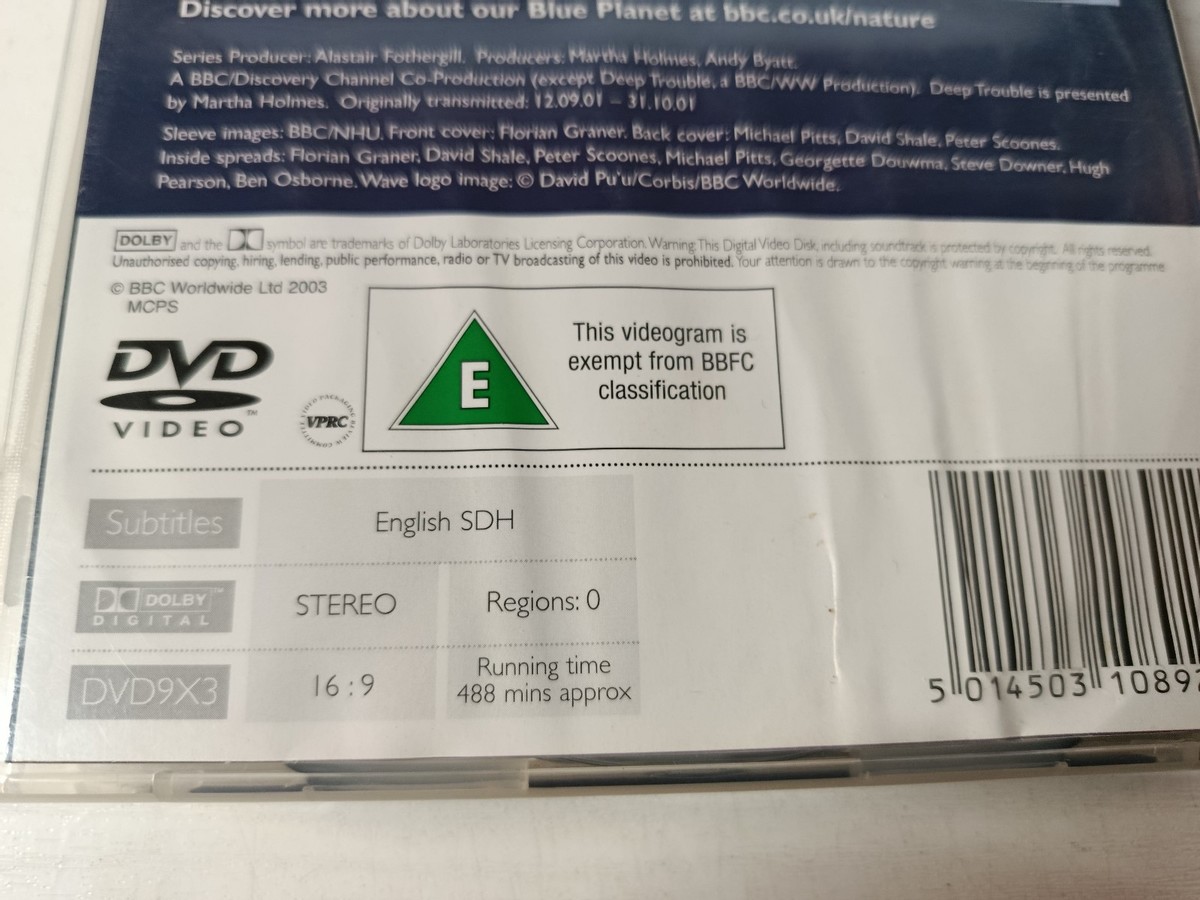 Discover more about our Blue Planet at bbc.co.uk/nature
Series Producer: Alastair Fothergill. Producers: Martha Holmes, Andy Byatt.
A BBC/Discovery Channel Co-Production (except Deep Trouble, a BBC/WW Production). Deep Trouble is presented
by Martha Holmes. Originally transmitted: 12.09.01 – 31.10.01
Sleeve images: BBC/NHU. Front cover: Florian Graner. Back cover: Michael Pitts, David Shale, Peter Scoones.
Inside spreads: Florian Graner, David Shale, Peter Scoones, Michael Pitts, Georgette Douwma, Steve Downer, Hugh
Pearson, Ben Osborne. Wave logo image: © David Pu'u/Corbis/BBC Worldwide.
DOLBY and the symbol are trademarks of Dolby Laboratories Licensing Corporation. Warning: This Digital Video Disk, including soundtrack is protected by copyright. All rights reserved.
Unauthorised copying, hiring, lending, public performance, radio or TV broadcasting of this video is prohibited. Your attention is drawn to the copyright warning at the beginning of the programme
© BBC Worldwide Ltd 2003
MCPS
DVD
VIDEO™
VIDEO PACKAGING REVIEW COMMITTEE
VPRC
E
This videogram is
exempt from BBFC
classification
Subtitles
English SDH
DOLBY™
DIGITAL
STEREO
Regions: 0
DVD9X3
16:9
Running time
488 mins approx
5 014503 10897